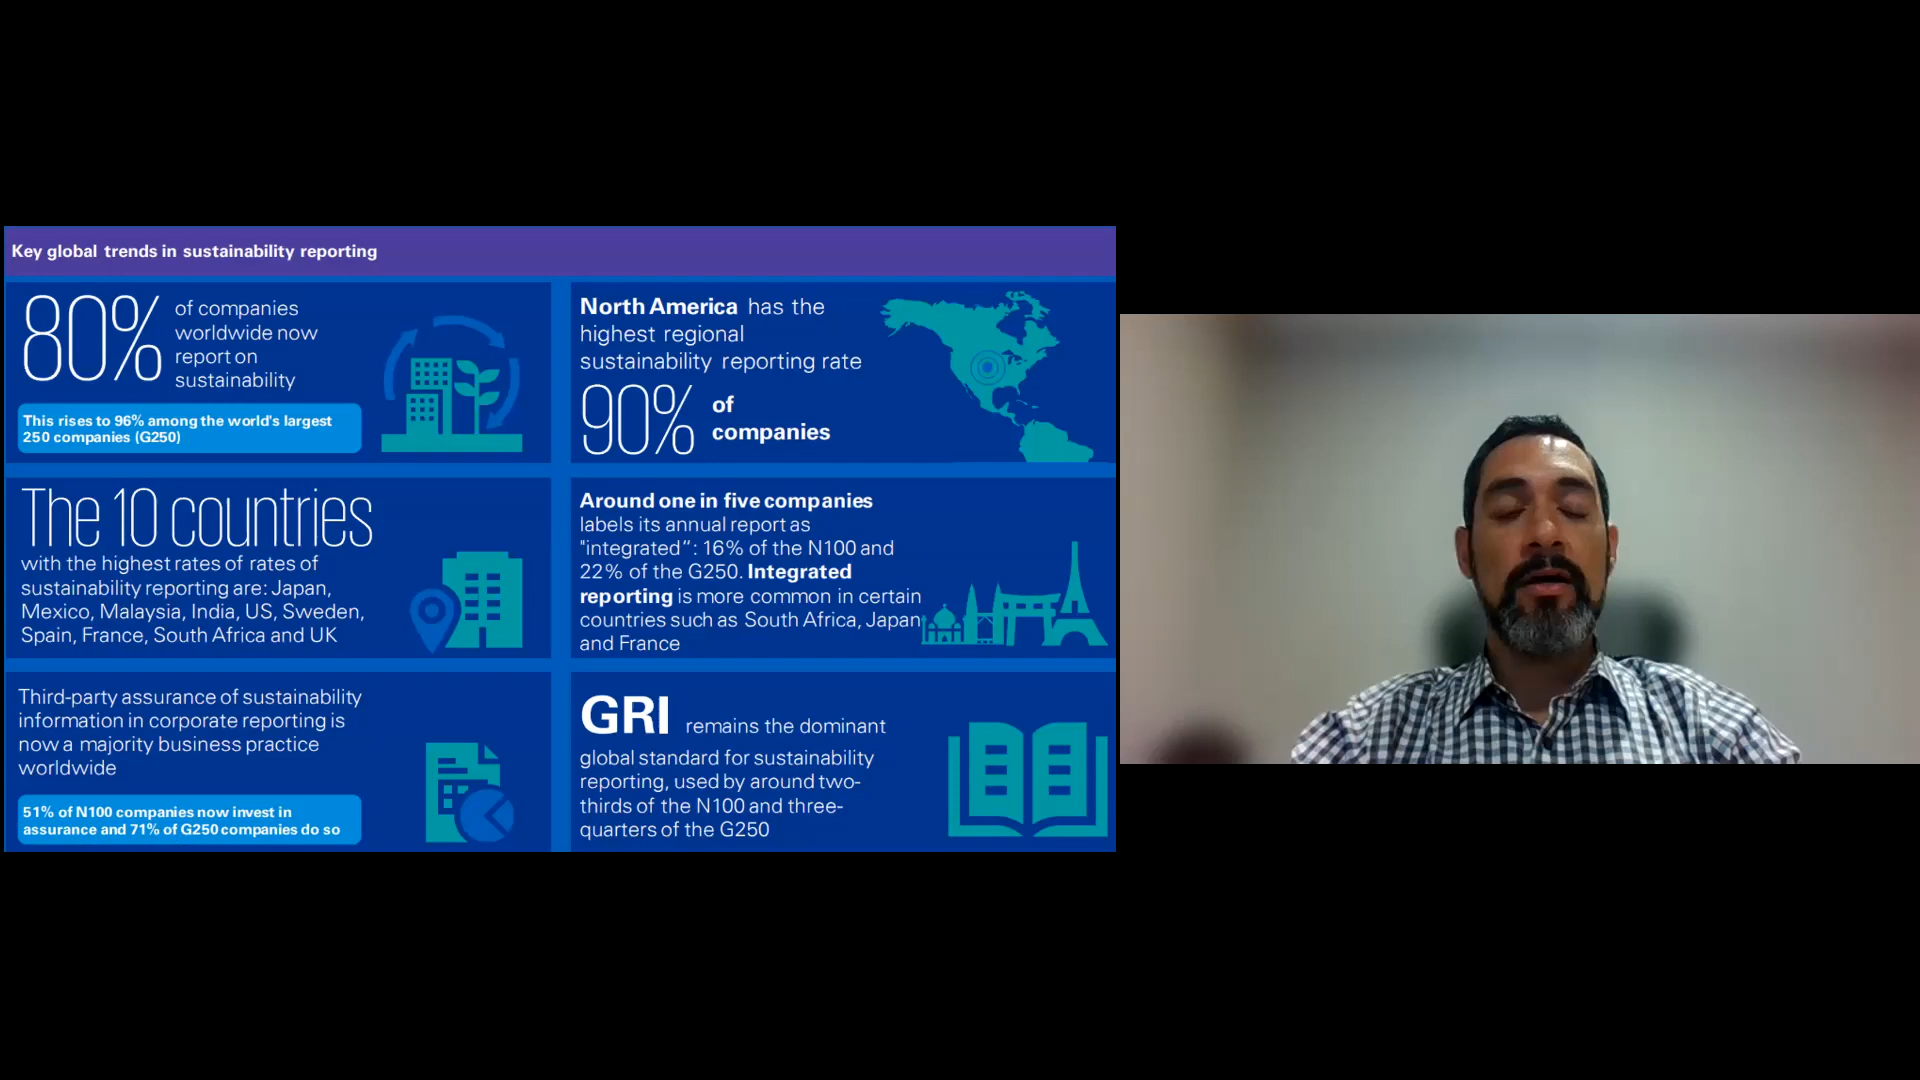 Key global trends in sustainability reporting
80%
of companies
worldwide now
report on
sustainability
This rises to 96% among the world's largest
250 companies (G250)
North America has the
highest regional
sustainability reporting rate
90%
of
companies
The 10 countries
with the highest rates of rates of
sustainability reporting are: Japan,
Mexico, Malaysia, India, US, Sweden,
Spain, France, South Africa and UK
Around one in five companies
labels its annual report as
"integrated”: 16% of the N100 and
22% of the G250. Integrated
reporting is more common in certain
countries such as South Africa, Japan
and France
Third-party assurance of sustainability
information in corporate reporting is
now a majority business practice
worldwide
51% of N100 companies now invest in
assurance and 71% of G250 companies do so
GRI remains the dominant
global standard for sustainability
reporting, used by around two-
thirds of the N100 and three-
quarters of the G250